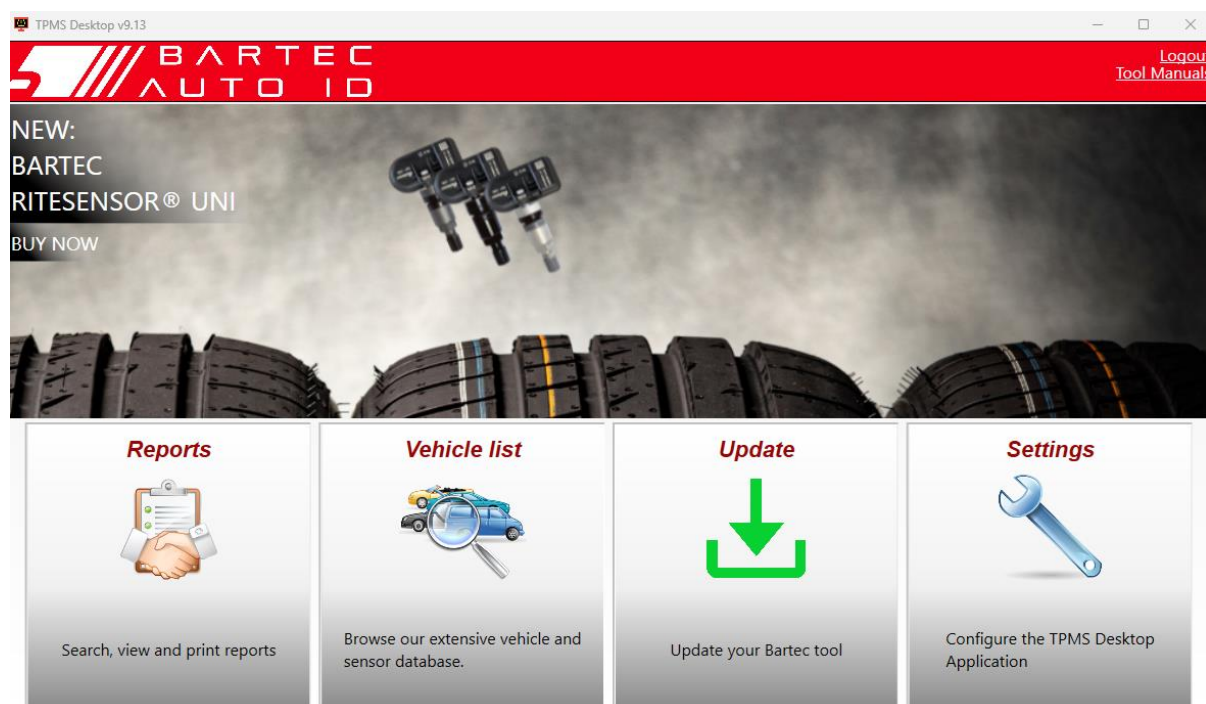 TPMS Desktop v9.13
BARTEC
AUTO ID
Logou
Tool Manuals
NEW:
BARTEC
RITESENSOR® UNI
BUY NOW
Reports
Vehicle list
Update
Settings
Search, view and print reports
Browse our extensive vehicle and
sensor database.
Update your Bartec tool
Configure the TPMS Desktop
Application